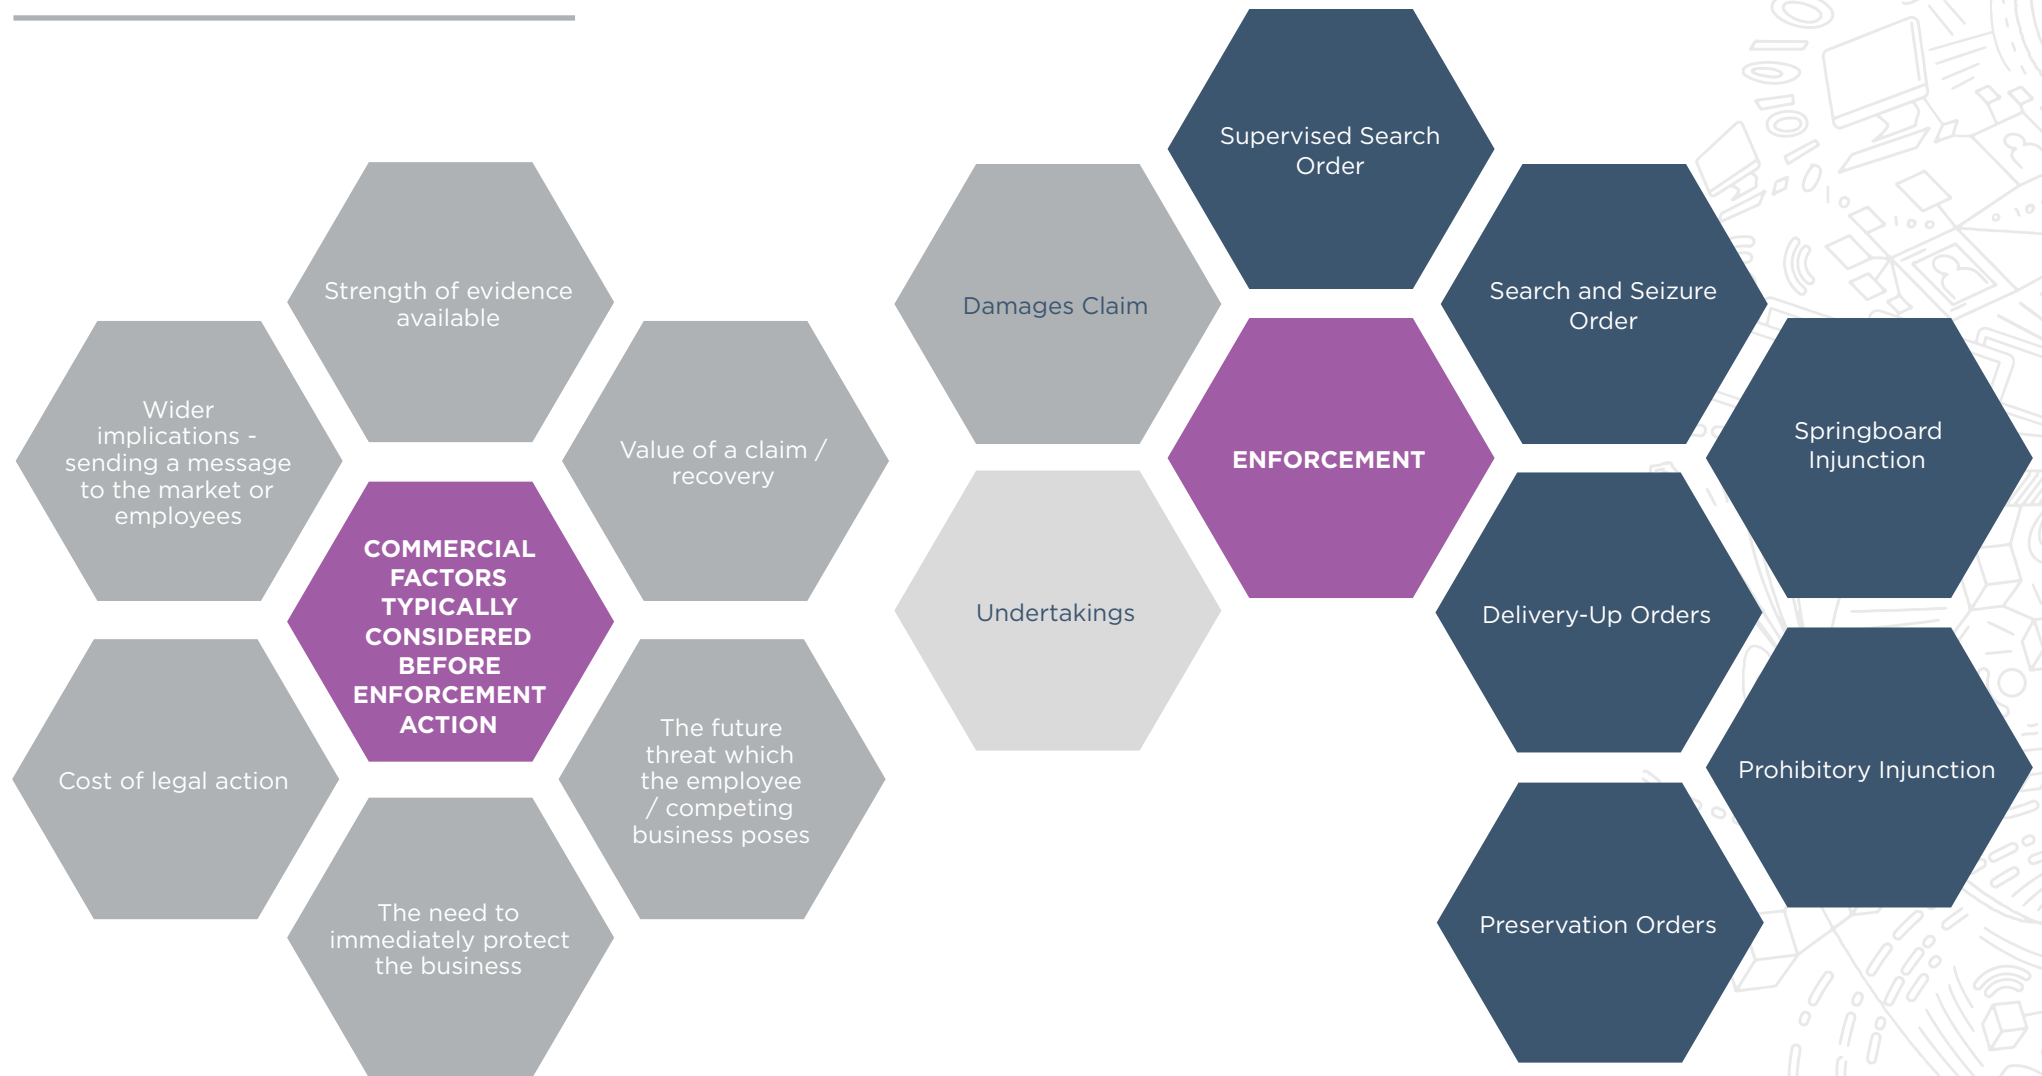 Strength of evidence
available
Wider
implications -
sending a message
to the market or
employees
Value of a claim /
recovery
COMMERCIAL
FACTORS
TYPICALLY
CONSIDERED
BEFORE
ENFORCEMENT
ACTION
Cost of legal action
The future
threat which
the employee
/ competing
business poses
The need to
immediately protect
the business
Supervised Search
Order
Damages Claim
Search and Seizure
Order
ENFORCEMENT
Springboard
Injunction
Undertakings
Delivery-Up Orders
Prohibitory Injunction
Preservation Orders